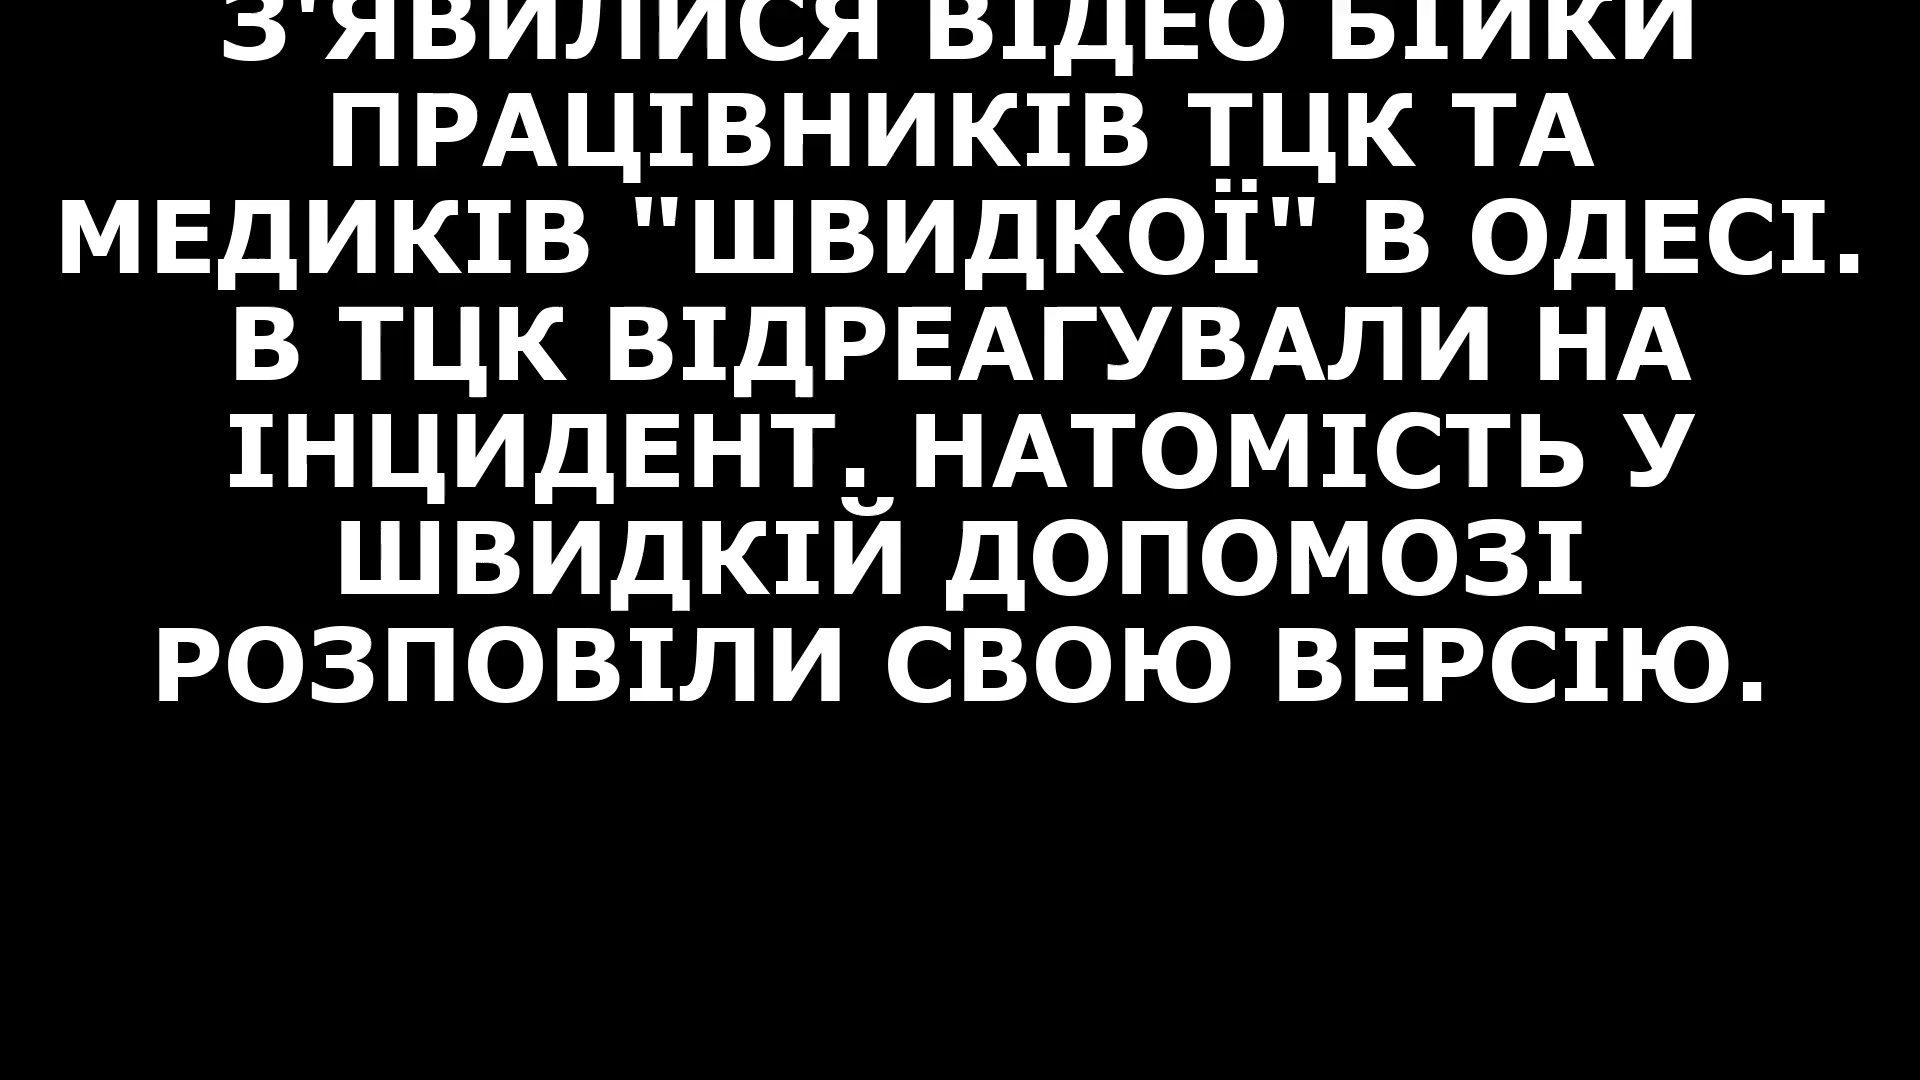 З'ЯВИЛИСЯ ВІДЕО БІЙКИ
ПРАЦІВНИКІВ ТЦК ТА
МЕДИКІВ "ШВИДКОЇ" В ОДЕСІ.
В ТЦК ВІДРЕАГУВАЛИ НА
ІНЦИДЕНТ. НАТОМІСТЬ У
ШВИДКІЙ ДОПОМОЗІ
РОЗПОВІЛИ СВОЮ ВЕРСІЮ.